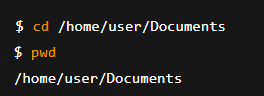 $ cd /home/user/Documents
$ pwd
/home/user/Documents